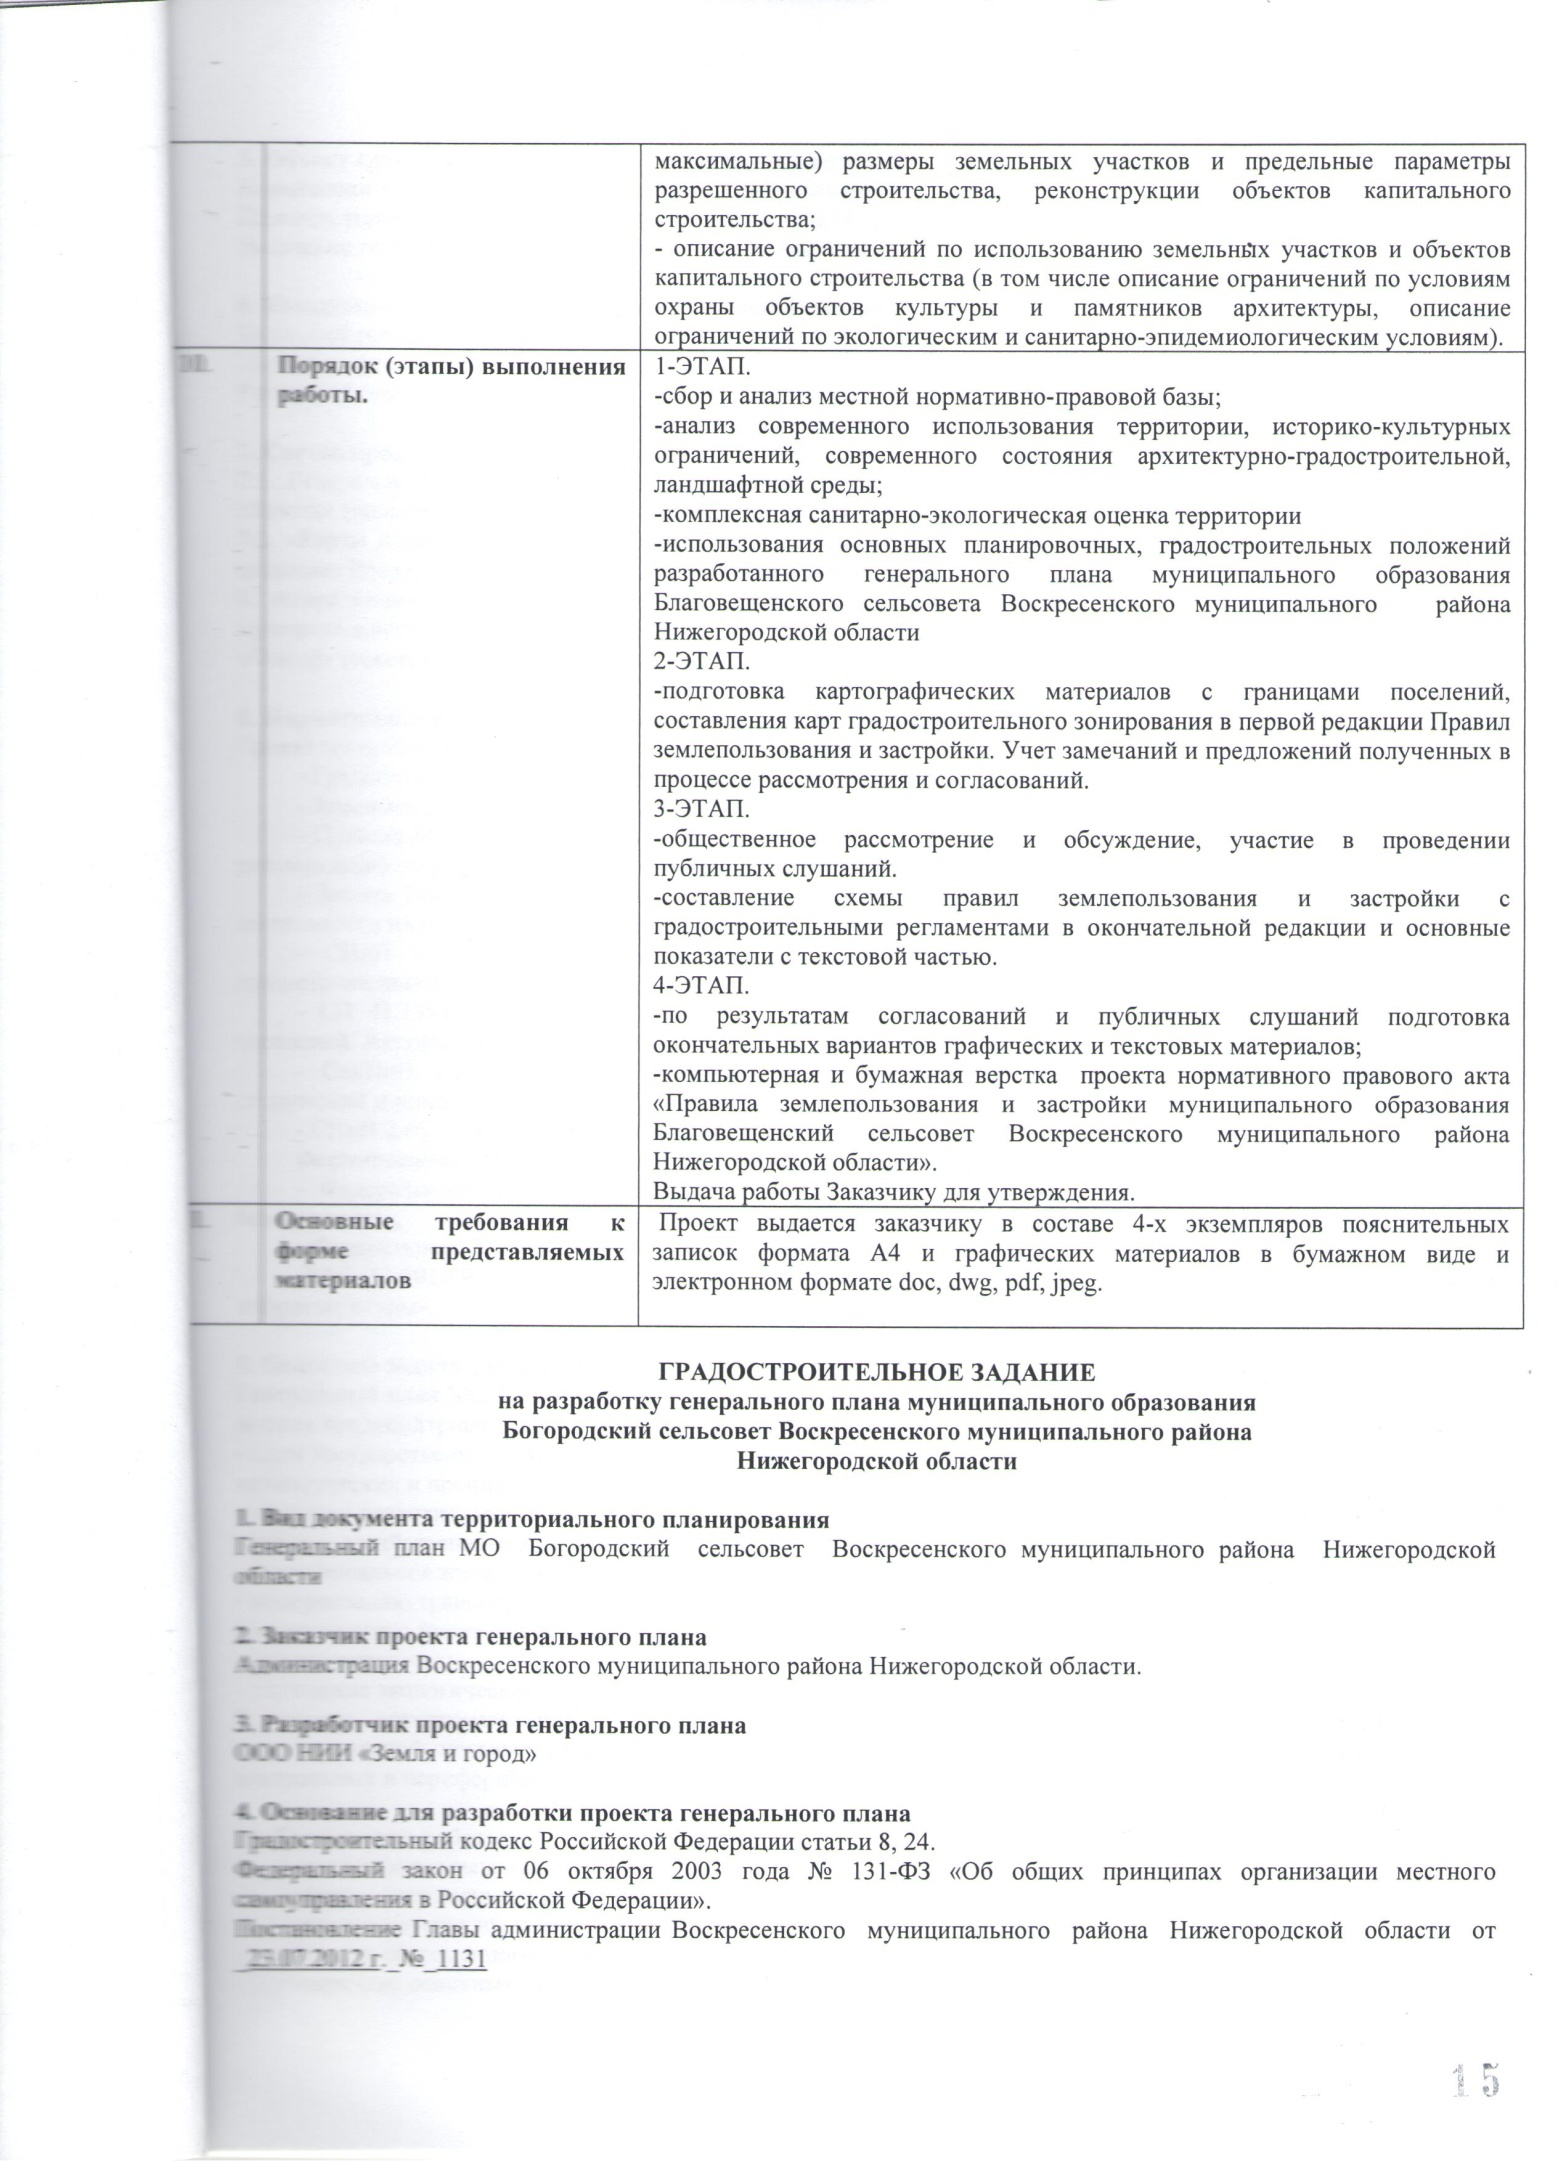 максимальные) размеры земельных участков и предельные параметры
разрешенного строительства, реконструкции объектов капитального
строительства;
- описание ограничений по использованию земельных участков и объектов
капитального строительства (в том числе описание ограничений по условиям
охраны объектов культуры и памятников архитектуры, описание
ограничений по экологическим и санитарно-эпидемиологическим условиям).
Порядок (этапы) выполнения
работы.
1-ЭТАП.
-сбор и анализ местной нормативно-правовой базы;
-анализ современного использования территории, историко-культурных
ограничений, современного состояния архитектурно-градостроительной,
ландшафтной среды;
-комплексная санитарно-экологическая оценка территории
-использования основных планировочных, градостроительных положений
разработанного генерального плана муниципального образования
Благовещенского сельсовета Воскресенского муниципального района
Нижегородской области
2-ЭТАП.
-подготовка картографических материалов с границами поселений,
составления карт градостроительного зонирования в первой редакции Правил
землепользования и застройки. Учет замечаний и предложений полученных в
процессе рассмотрения и согласований.
3-ЭТАП.
-общественное рассмотрение и обсуждение, участие в проведении
публичных слушаний.
-составление схемы правил землепользования и застройки с
градостроительными регламентами в окончательной редакции и основные
показатели с текстовой частью.
4-ЭТАП.
-по результатам согласований и публичных слушаний подготовка
окончательных вариантов графических и текстовых материалов;
-компьютерная и бумажная верстка проекта нормативного правового акта
«Правила землепользования и застройки муниципального образования
Благовещенский сельсовет Воскресенского муниципального района
Нижегородской области».
Выдача работы Заказчику для утверждения.
Основные требования к
форме представляемых
материалов
Проект выдается заказчику в составе 4-х экземпляров пояснительных
записок формата А4 и графических материалов в бумажном виде и
электронном формате doc, dwg, pdf, jpeg.
ГРАДОСТРОИТЕЛЬНОЕ ЗАДАНИЕ
на разработку генерального плана муниципального образования
Богородский сельсовет Воскресенского муниципального района
Нижегородской области
1. Вид документа территориального планирования
Генеральный план МО Богородский сельсовет Воскресенского муниципального района Нижегородской
области
2. Заказчик проекта генерального плана
Администрация Воскресенского муниципального района Нижегородской области.
3. Разработчик проекта генерального плана
ООО НИИ «Земля и город»
4. Основание для разработки проекта генерального плана
Градостроительный кодекс Российской Федерации статьи 8, 24.
Федеральный закон от 06 октября 2003 года № 131-ФЗ «Об общих принципах организации местного
самоуправления в Российской Федерации».
Постановление Главы администрации Воскресенского муниципального района Нижегородской области от
_23.07.2012 г._№_1131
15